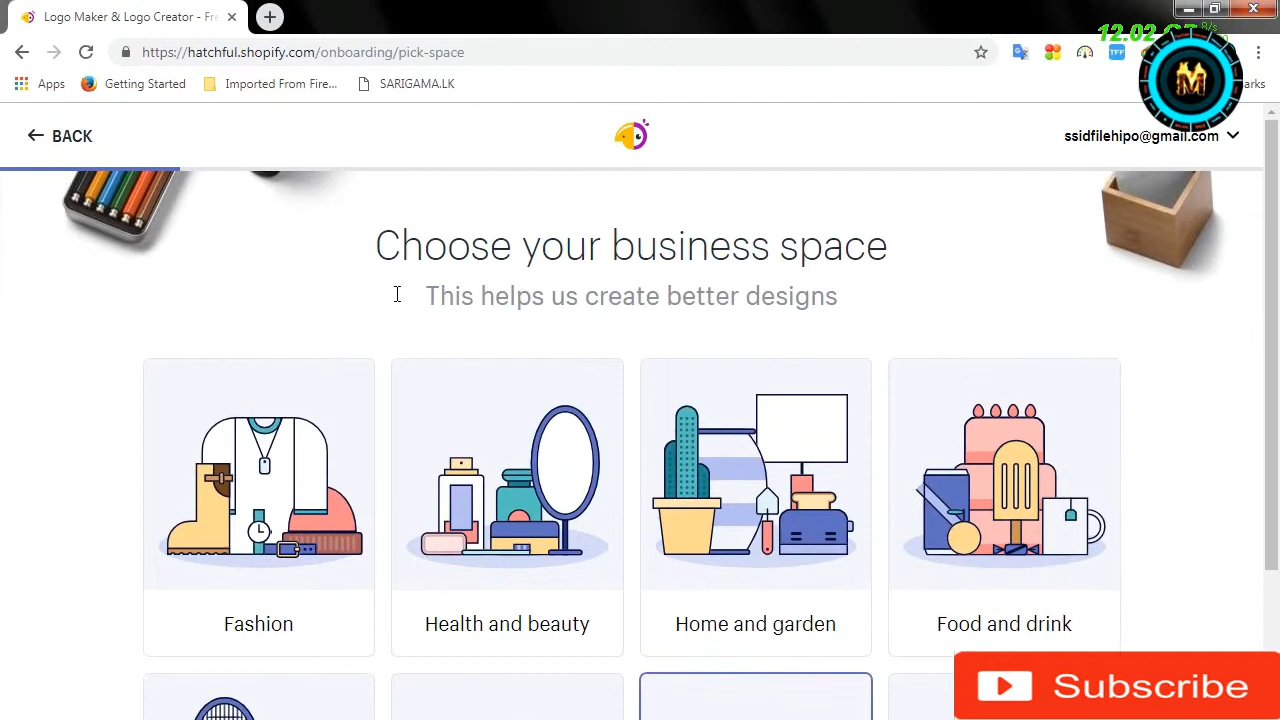 Logo Maker & Logo Creator - Fre
https://hatchful.shopify.com/onboarding/pick-space
Apps
Getting Started
Imported From Fire...
SARIGAMA.LK
TFF
M
BACK
ssidfilehipo@gmail.com
Choose your business space
This helps us create better designs
Fashion
Health and beauty
Home and garden
Food and drink
Subscribe